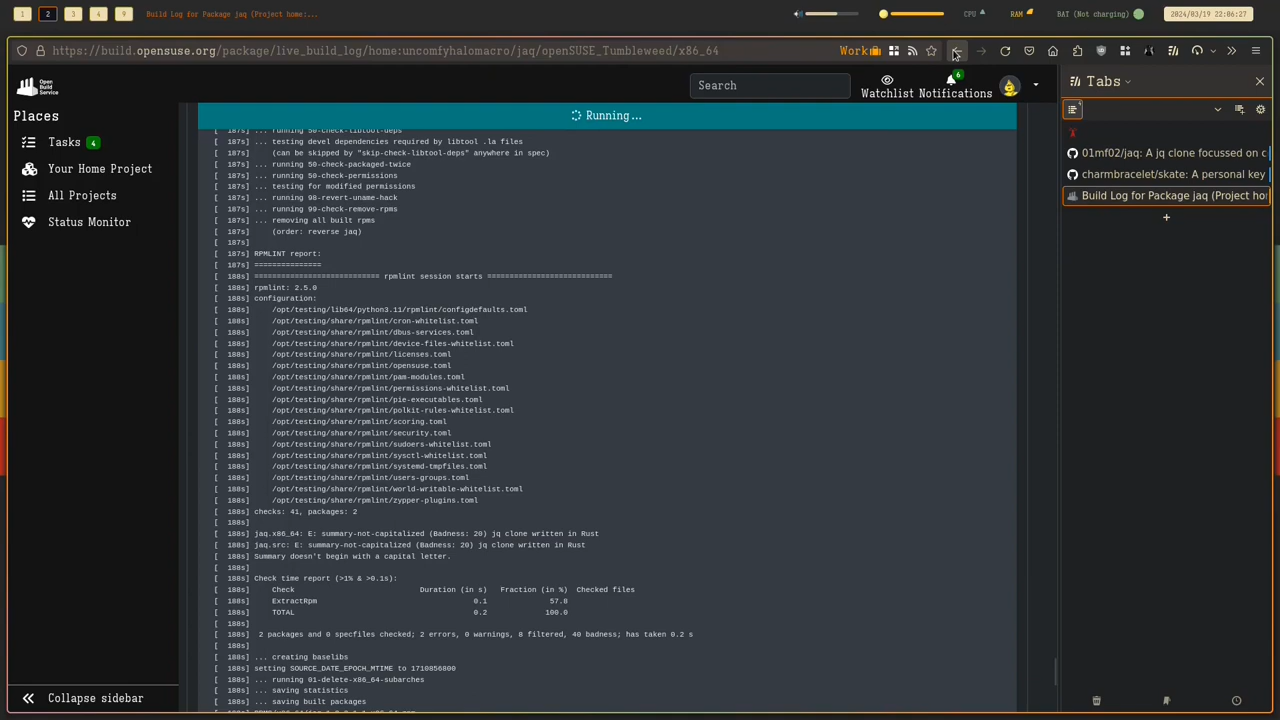 1 2 3 4 9 Build Log for Package jaq (Project home:... CPU RAM BAT (Not charging) 2024/03/19 22:06:27
https://build.opensuse.org/package/live_build_log/home:uncomfyhalomacro/jaq/openSUSE_Tumbleweed/x86_64 Work
Open Build Service
Search
Watchlist
6
Notifications
Places
Tasks 4
Your Home Project
All Projects
Status Monitor
Collapse sidebar
Running...
[ 187s] ... running 50-check-libtool-deps
[ 187s] ... testing devel dependencies required by libtool .la files
[ 187s] (can be skipped by "skip-check-libtool-deps" anywhere in spec)
[ 187s] ... running 50-check-packaged-twice
[ 187s] ... running 50-check-permissions
[ 187s] ... testing for modified permissions
[ 187s] ... running 98-revert-uname-hack
[ 187s] ... running 99-check-remove-rpms
[ 187s] ... removing all built rpms
[ 187s] (order: reverse jaq)
[ 187s]
[ 187s] RPMLINT report:
[ 187s] ===============
[ 188s] ============================ rpmlint session starts ============================
[ 188s] rpmlint: 2.5.0
[ 188s] configuration:
[ 188s] /opt/testing/lib64/python3.11/rpmlint/configdefaults.toml
[ 188s] /opt/testing/share/rpmlint/cron-whitelist.toml
[ 188s] /opt/testing/share/rpmlint/dbus-services.toml
[ 188s] /opt/testing/share/rpmlint/device-files-whitelist.toml
[ 188s] /opt/testing/share/rpmlint/licenses.toml
[ 188s] /opt/testing/share/rpmlint/opensuse.toml
[ 188s] /opt/testing/share/rpmlint/pam-modules.toml
[ 188s] /opt/testing/share/rpmlint/permissions-whitelist.toml
[ 188s] /opt/testing/share/rpmlint/pie-executables.toml
[ 188s] /opt/testing/share/rpmlint/polkit-rules-whitelist.toml
[ 188s] /opt/testing/share/rpmlint/scoring.toml
[ 188s] /opt/testing/share/rpmlint/security.toml
[ 188s] /opt/testing/share/rpmlint/sudoers-whitelist.toml
[ 188s] /opt/testing/share/rpmlint/sysctl-whitelist.toml
[ 188s] /opt/testing/share/rpmlint/systemd-tmpfiles.toml
[ 188s] /opt/testing/share/rpmlint/users-groups.toml
[ 188s] /opt/testing/share/rpmlint/world-writable-whitelist.toml
[ 188s] /opt/testing/share/rpmlint/zypper-plugins.toml
[ 188s] checks: 41, packages: 2
[ 188s]
[ 188s] jaq.x86_64: E: summary-not-capitalized (Badness: 20) jq clone written in Rust
[ 188s] jaq.src: E: summary-not-capitalized (Badness: 20) jq clone written in Rust
[ 188s] Summary doesn't begin with a capital letter.
[ 188s]
[ 188s] Check time report (>1% & >0.1s):
[ 188s] Check Duration (in s) Fraction (in %) Checked files
[ 188s] ExtractRpm 0.1 57.8
[ 188s] TOTAL 0.2 100.0
[ 188s]
[ 188s] 2 packages and 0 specfiles checked; 2 errors, 0 warnings, 8 filtered, 40 badness; has taken 0.2 s
[ 188s]
[ 188s] ... creating baselibs
[ 188s] setting SOURCE_DATE_EPOCH_MTIME to 1710856800
[ 188s] ... running 01-delete-x86_64-subarches
[ 188s] ... saving statistics
[ 188s] ... saving built packages
Tabs
01mf02/jaq: A jq clone focussed on c
charmbracelet/skate: A personal key
Build Log for Package jaq (Project ho